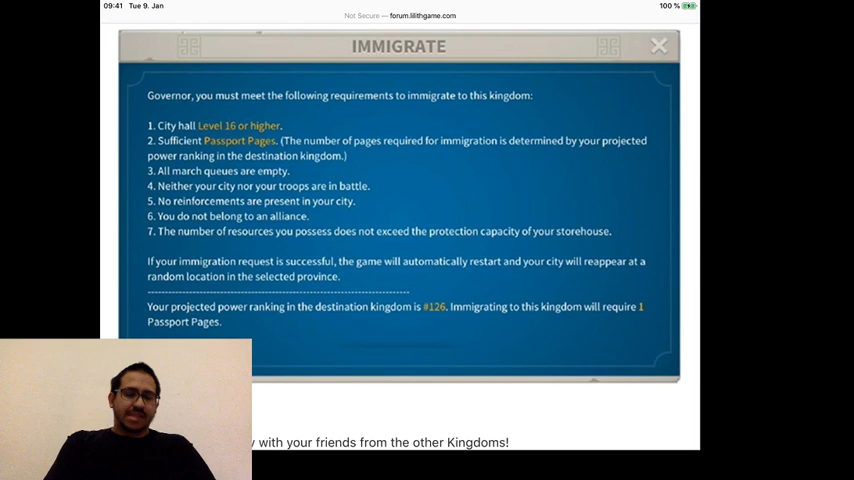 09:41 Tue 9. Jan
100 %
Not Secure — forum.lilithgame.com
IMMIGRATE
Governor, you must meet the following requirements to immigrate to this kingdom:
1. City hall Level 16 or higher.
2. Sufficient Passport Pages. (The number of pages required for immigration is determined by your projected
power ranking in the destination kingdom.)
3. All march queues are empty.
4. Neither your city nor your troops are in battle.
5. No reinforcements are present in your city.
6. You do not belong to an alliance.
7. The number of resources you possess does not exceed the protection capacity of your storehouse.
If your immigration request is successful, the game will automatically restart and your city will reappear at a
random location in the selected province.
------------------------------------------------------------------------
Your projected power ranking in the destination kingdom is #126. Immigrating to this kingdom will require 1
Passport Pages.
with your friends from the other Kingdoms!